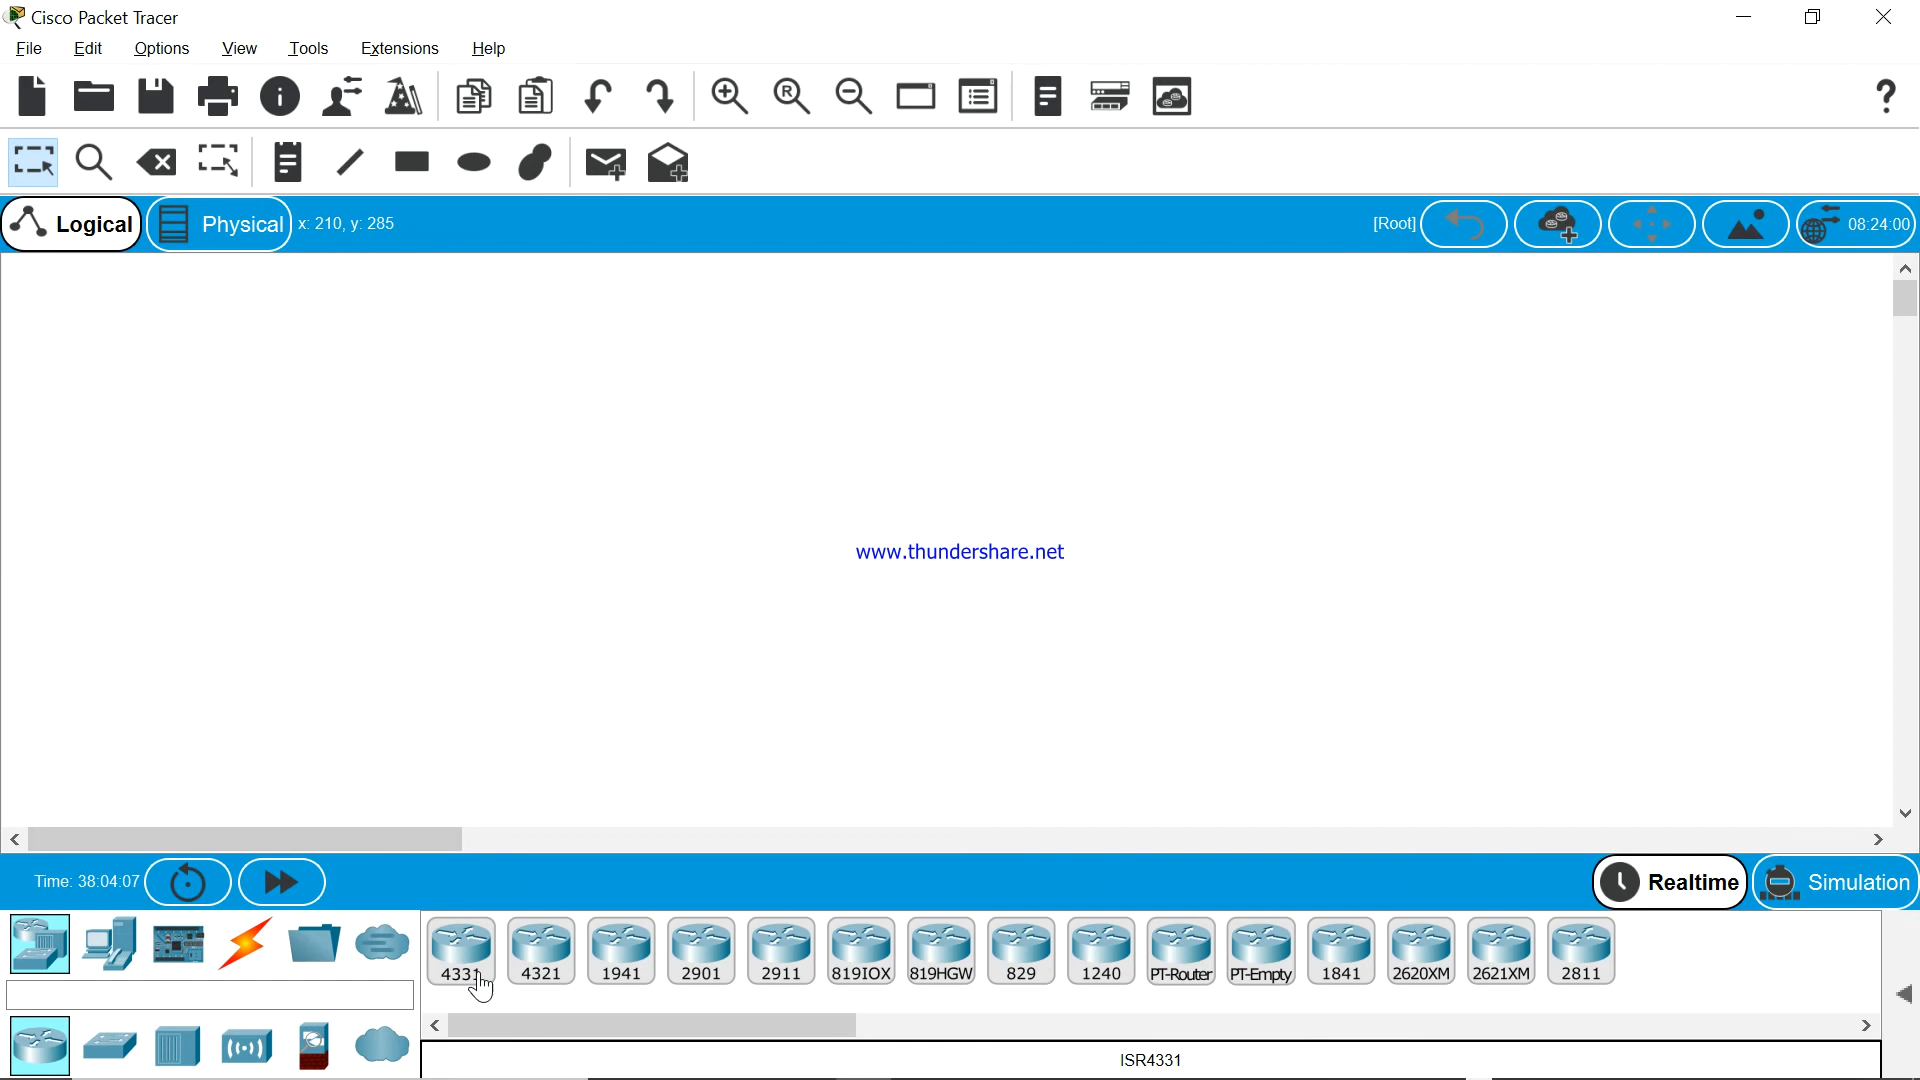 Cisco Packet Tracer
File Edit Options View Tools Extensions Help
R
?
Logical Physical x: 210, y: 285 [Root] 08:24:00
www.thundershare.net
Time: 38:04:07 Realtime Simulation
4331 4321 1941 2901 2911 819IOX 819HGW 829 1240 PT-Router PT-Empty 1841 2620XM 2621XM 2811
ISR4331